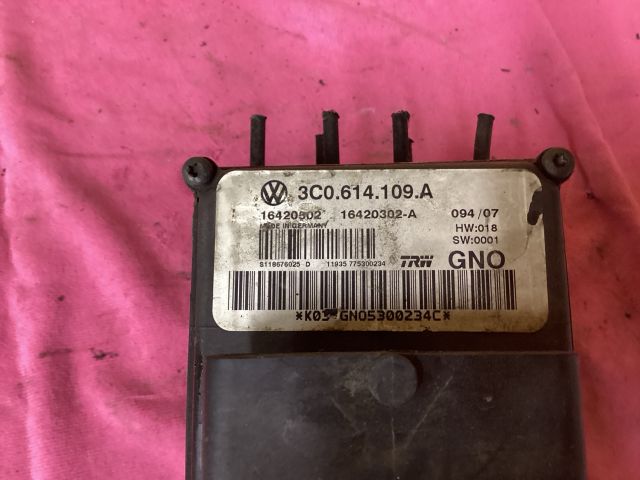 3C0.614.109.A
16420302 16420302-A 094/07
MADE IN GERMANY HW:018
SW:0001
S118676025 D 11935 775300234 TRW GNO
*K03-GNO5300234C*